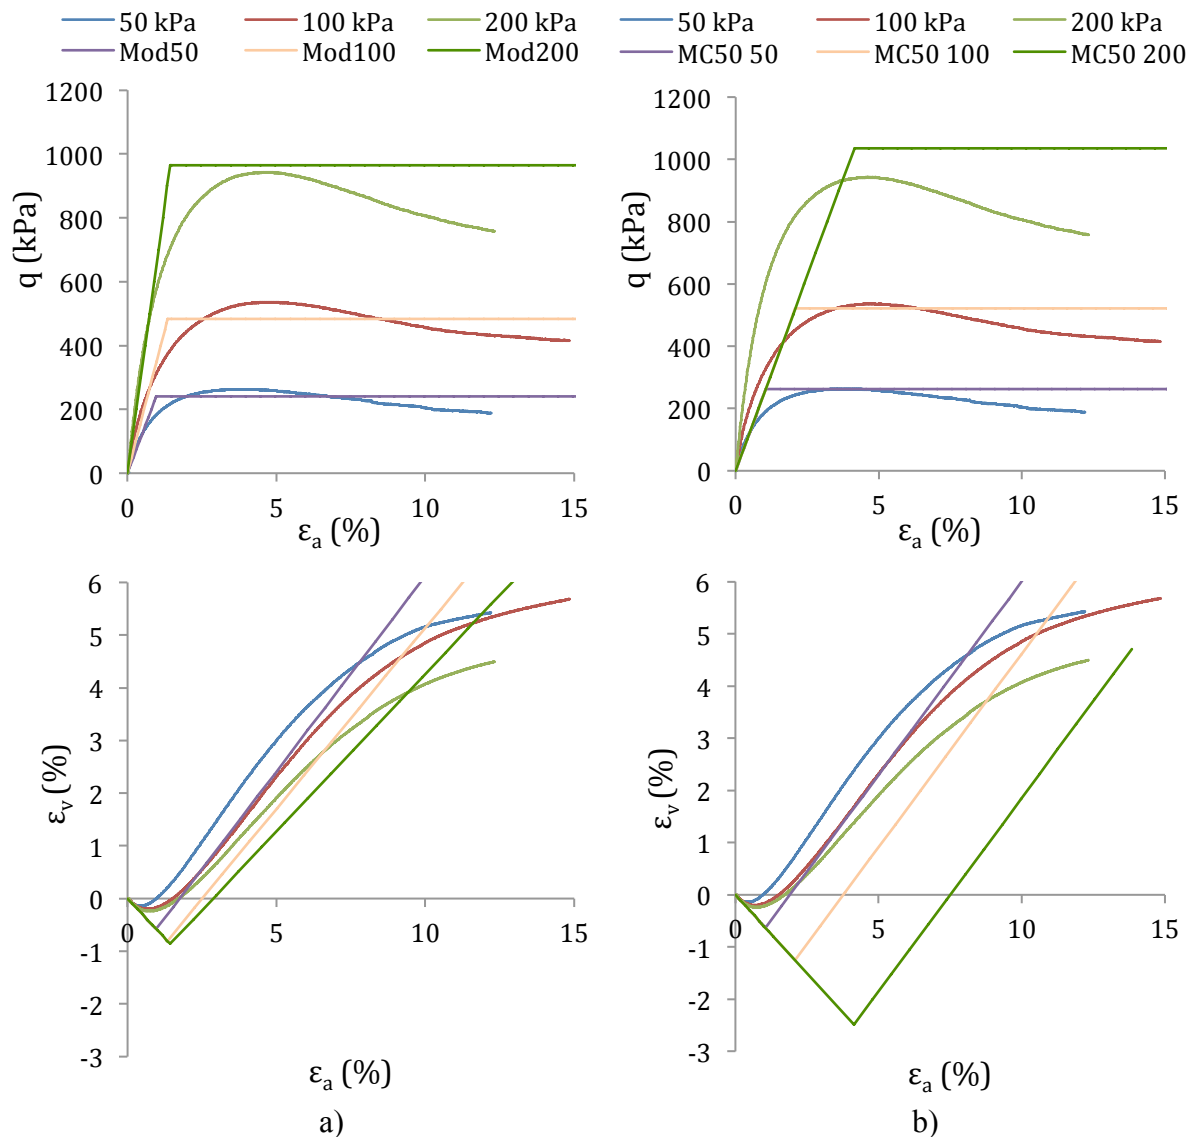 50 kPa 100 kPa 200 kPa
Mod50 Mod100 Mod200
1200
1000
800
600
400
200
0
q (kPa)
0 5 10 15
εa (%)
50 kPa 100 kPa 200 kPa
MC50 50 MC50 100 MC50 200
1200
1000
800
600
400
200
0
q (kPa)
0 5 10 15
εa (%)
6
5
4
3
2
1
0
-1
-2
-3
εv (%)
0 5 10 15
εa (%)
a)
6
5
4
3
2
1
0
-1
-2
-3
εv (%)
0 5 10 15
εa (%)
b)